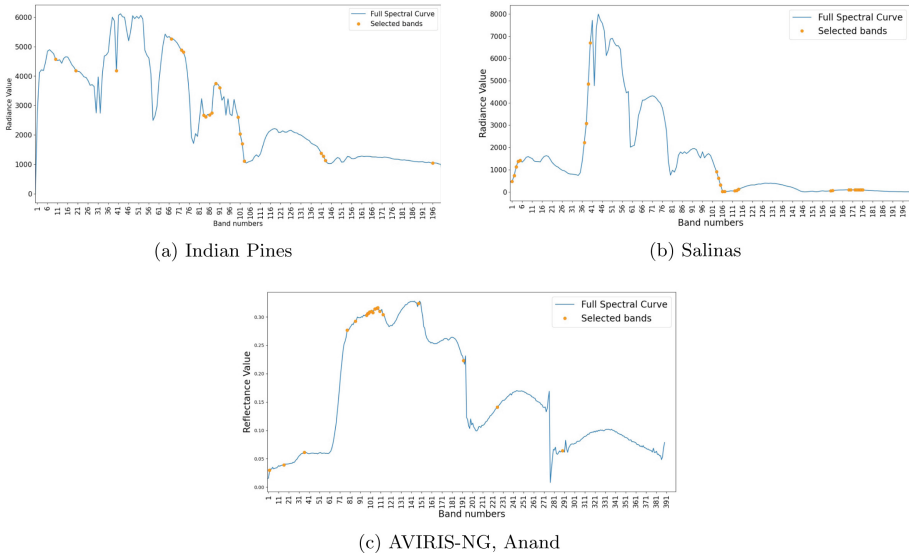 6000
5000
4000
3000
2000
1000
0
Radiance Value
Full Spectral Curve
Selected bands
1 6 11 16 21 26 31 36 41 46 51 56 61 66 71 76 81 86 91 96 101 106 111 116 121 126 131 136 141 146 151 156 161 166 171 176 181 186 191 196
Band numbers
(a) Indian Pines
8000
7000
6000
5000
4000
3000
2000
1000
0
Radiance Value
Full Spectral Curve
Selected bands
1 6 11 16 21 26 31 36 41 46 51 56 61 66 71 76 81 86 91 96 101 106 111 116 121 126 131 136 141 146 151 156 161 166 171 176 181 186 191 196
Band numbers
(b) Salinas
0.30
0.25
0.20
0.15
0.10
0.05
0.00
Reflectance Value
Full Spectral Curve
Selected bands
1 11 21 31 41 51 61 71 81 91 101 111 121 131 141 151 161 171 181 191 201 211 221 231 241 251 261 271 281 291 301 311 321 331 341 351 361 371 381 391
Band numbers
(c) AVIRIS-NG, Anand